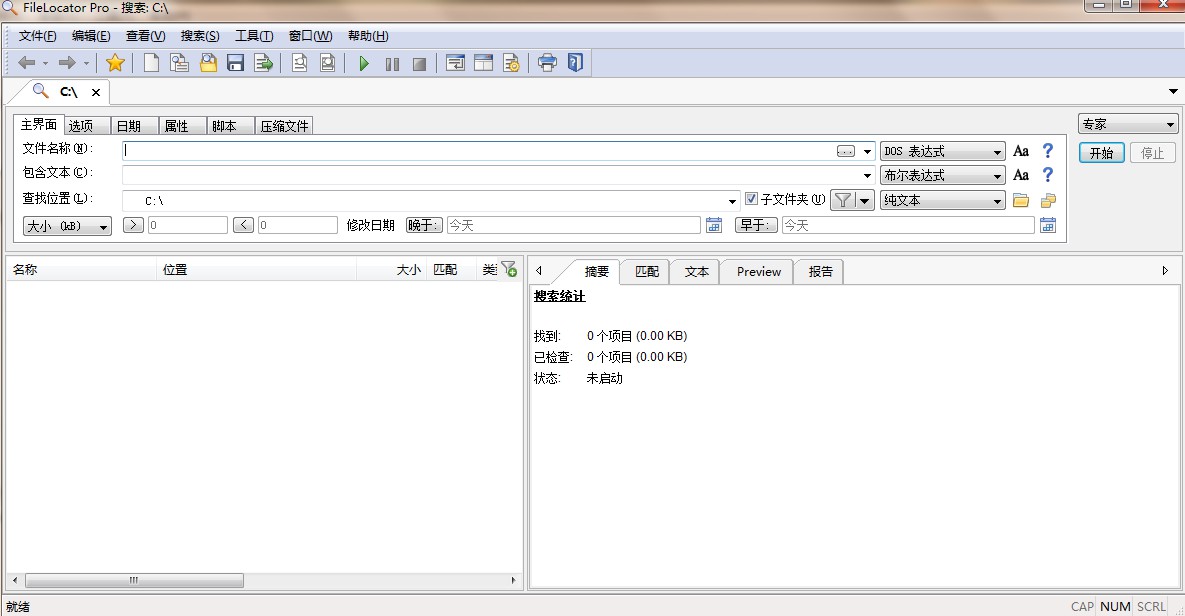 FileLocator Pro - 搜索: C:\
文件(F) 编辑(E) 查看(V) 搜索(S) 工具(T) 窗口(W) 帮助(H)
C:\
主界面 选项 日期 属性 脚本 压缩文件 专家
文件名称(N): ... DOS 表达式 Aa ? 开始 停止
包含文本(C): 布尔表达式 Aa ?
查找位置(L): C:\ 子文件夹(U) 纯文本
大小 (kB) > 0 < 0 修改日期 晚于: 今天 早于: 今天
名称 位置 大小 匹配 摘要 匹配 文本 Preview 报告
搜索统计
找到: 0 个项目 (0.00 KB)
已检查: 0 个项目 (0.00 KB)
状态: 未启动
就绪 CAP NUM SCRL